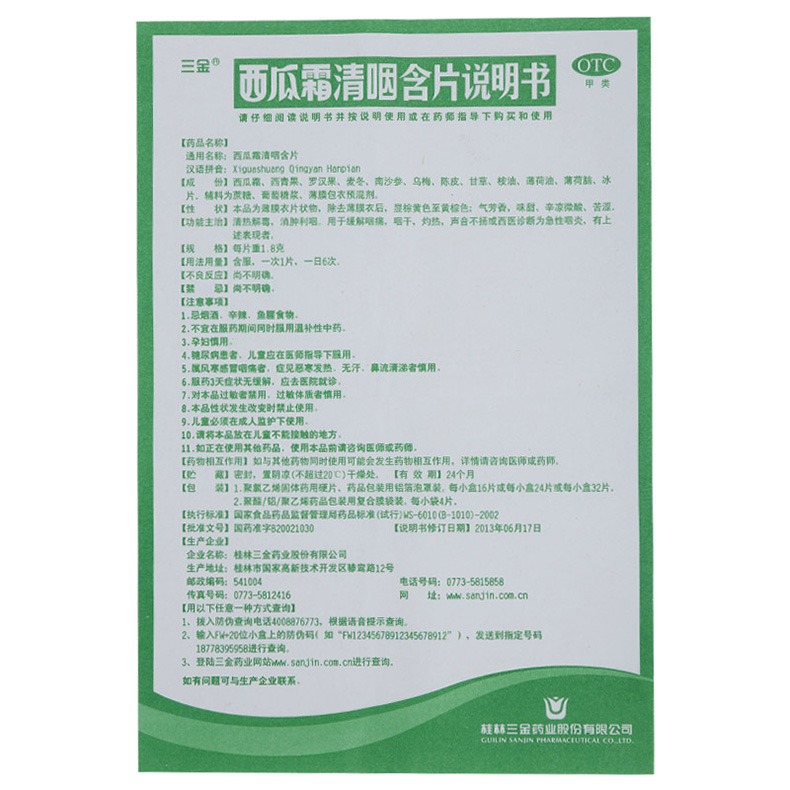 三金®
西瓜霜清咽含片说明书
OTC
甲类
请仔细阅读说明书并按说明使用或在药师指导下购买和使用
【药品名称】
通用名称：西瓜霜清咽含片
汉语拼音：Xiguashuang Qingyan Hanpian
【成　份】西瓜霜、西青果、罗汉果、麦冬、南沙参、乌梅、陈皮、甘草、桉油、薄荷油、薄荷脑、冰
片。辅料为蔗糖、葡萄糖浆、薄膜包衣预混剂。
【性　状】本品为薄膜衣片状物，除去薄膜衣后，显棕黄色至黄棕色；气芳香，味甜、辛凉微酸、苦涩。
【功能主治】清热解毒，消肿利咽。用于缓解咽痛，咽干，灼热，声音不扬或西医诊断为急性咽炎，有上
述表现者。
【规　格】每片重1.8克
【用法用量】含服，一次1片，一日6次。
【不良反应】尚不明确。
【禁　忌】尚不明确。
【注意事项】
1.忌烟酒、辛辣、鱼腥食物。
2.不宜在服药期间同时服用温补性中药。
3.孕妇慎用。
4.糖尿病患者、儿童应在医师指导下服用。
5.属风寒感冒咽痛者，症见恶寒发热、无汗、鼻流清涕者慎用。
6.服药3天症状无缓解，应去医院就诊。
7.对本品过敏者禁用，过敏体质者慎用。
8.本品性状发生改变时禁止使用。
9.儿童必须在成人监护下使用。
10.请将本品放在儿童不能接触的地方。
11.如正在使用其他药品，使用本品前请咨询医师或药师。
【药物相互作用】如与其他药物同时使用可能会发生药物相互作用，详情请咨询医师或药师。
【贮　藏】密封，置阴凉(不超过20℃)干燥处。【有 效 期】24个月
【包　装】1.聚氯乙烯固体药用硬片、药品包装用铝箔泡罩装。每小盒16片或每小盒24片或每小盒32片。
2.聚酯/铝/聚乙烯药品包装用复合膜袋装。每小袋4片。
【执行标准】国家食品药品监督管理局药品标准(试行)WS-6010(B-1010)-2002
【批准文号】国药准字B20021030　【说明书修订日期】2013年06月17日
【生产企业】
企业名称：桂林三金药业股份有限公司
生产地址：桂林市国家高新技术开发区骖鸾路12号
邮政编码：541004　电话号码：0773-5815858
传真号码：0773-5812416　网　址：www.sanjin.com.cn
【用以下任意一种方式查询】
1、拨入防伪查询电话4008876773，根据语音提示查询。
2、输入FW+20位小盒上的防伪码（如“FW12345678912345678912”），发送到指定号码
18778395958进行查询。
3、登陆三金药业网站www.sanjin.com.cn进行查询。
如有问题可与生产企业联系。
桂林三金药业股份有限公司
GUILIN SANJIN PHARMACEUTICAL CO.,LTD.